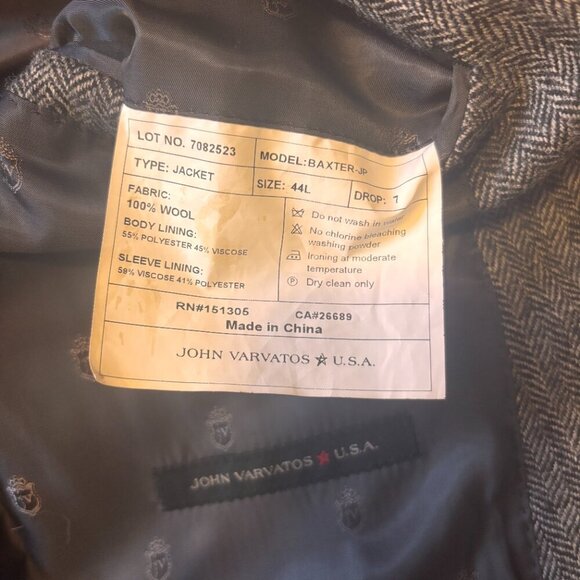 LOT NO. 7082523
MODEL:BAXTER-JP
TYPE: JACKET
SIZE: 44L
DROP: 7
FABRIC:
100% WOOL
BODY LINING:
55% POLYESTER 45% VISCOSE
SLEEVE LINING:
59% VISCOSE 41% POLYESTER
Do not wash in water
No chlorine bleaching
washing powder
Ironing at moderate
temperature
P Dry clean only
RN#151305 CA#26689
Made in China
JOHN VARVATOS ★ U.S.A.
JOHN VARVATOS ★ U.S.A.